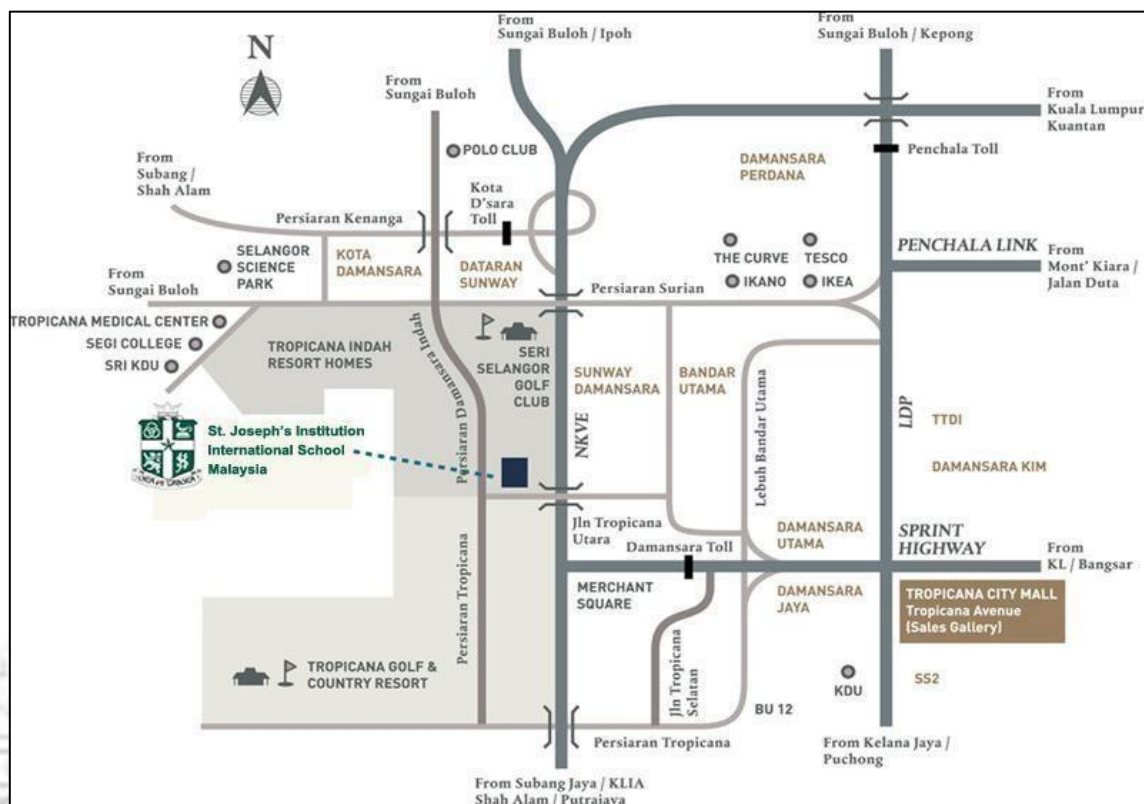 From
Sungai Buloh / Ipoh
From
Sungai Buloh / Kepong
N
From
Sungai Buloh
From
Kuala Lumpur
Kuantan
POLO CLUB
Penchala Toll
From
Subang /
Shah Alam
DAMANSARA
PERDANA
Kota
D'sara
Toll
Persiaran Kenanga
SELANGOR
SCIENCE
PARK
KOTA
DAMANSARA
DATARAN
SUNWAY
THE CURVE
TESCO
IKANO
IKEA
PENCHALA LINK
From
Mont' Kiara /
Jalan Duta
From
Sungai Buloh
Persiaran Surian
TROPICANA MEDICAL CENTER
SEGI COLLEGE
SRI KDU
TROPICANA INDAH
RESORT HOMES
Persiaran Damansara Indah
SERI
SELANGOR
GOLF
CLUB
SUNWAY
DAMANSARA
BANDAR
UTAMA
NKVE
Lebuh Bandar Utama
LDP
TTDI
DAMANSARA KIM
St. Joseph's Institution
International School
Malaysia
Jln Tropicana
Utara
Damansara Toll
DAMANSARA
UTAMA
SPRINT
HIGHWAY
From
KL / Bangsar
Persiaran Tropicana
MERCHANT
SQUARE
DAMANSARA
JAYA
TROPICANA CITY MALL
Tropicana Avenue
(Sales Gallery)
TROPICANA GOLF &
COUNTRY RESORT
Jln Tropicana
Selatan
KDU
SS2
BU 12
Persiaran Tropicana
From Kelana Jaya /
Puchong
From Subang Jaya / KLIA
Shah Alam / Putrajaya